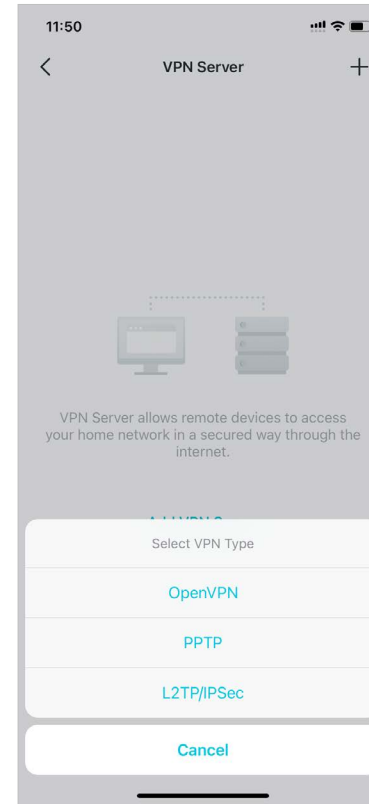 11:50
VPN Server
VPN Server allows remote devices to access
your home network in a secured way through the
internet.
Select VPN Type
OpenVPN
PPTP
L2TP/IPSec
Cancel